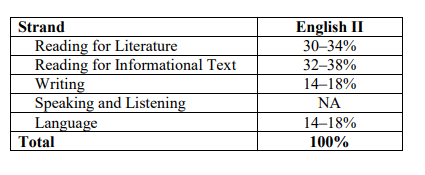 Strand English II
Reading for Literature 30–34%
Reading for Informational Text 32–38%
Writing 14–18%
Speaking and Listening NA
Language 14–18%
Total 100%